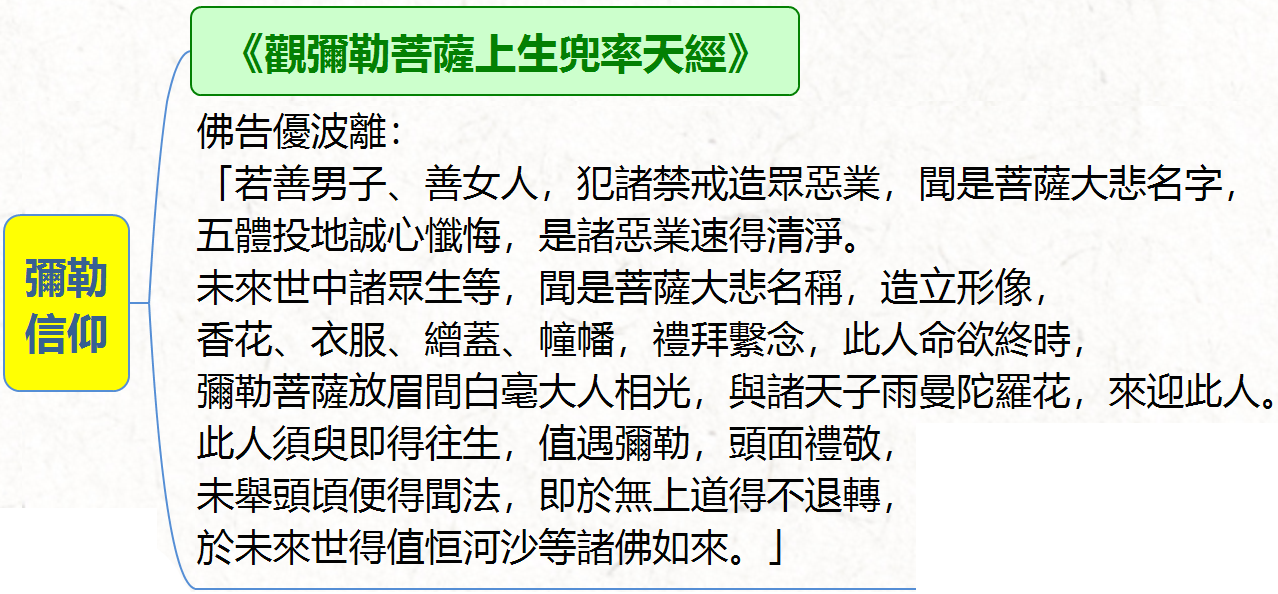 彌勒
信仰
《觀彌勒菩薩上生兜率天經》
佛告優波離：
「若善男子、善女人，犯諸禁戒造眾惡業，聞是菩薩大悲名字，
五體投地誠心懺悔，是諸惡業速得清淨。
未來世中諸眾生等，聞是菩薩大悲名稱，造立形像，
香花、衣服、繒蓋、幢幡，禮拜繫念，此人命欲終時，
彌勒菩薩放眉間白毫大人相光，與諸天子雨曼陀羅花，來迎此人。
此人須臾即得往生，值遇彌勒，頭面禮敬，
未舉頭頃便得聞法，即於無上道得不退轉，
於未來世得值恒河沙等諸佛如來。」